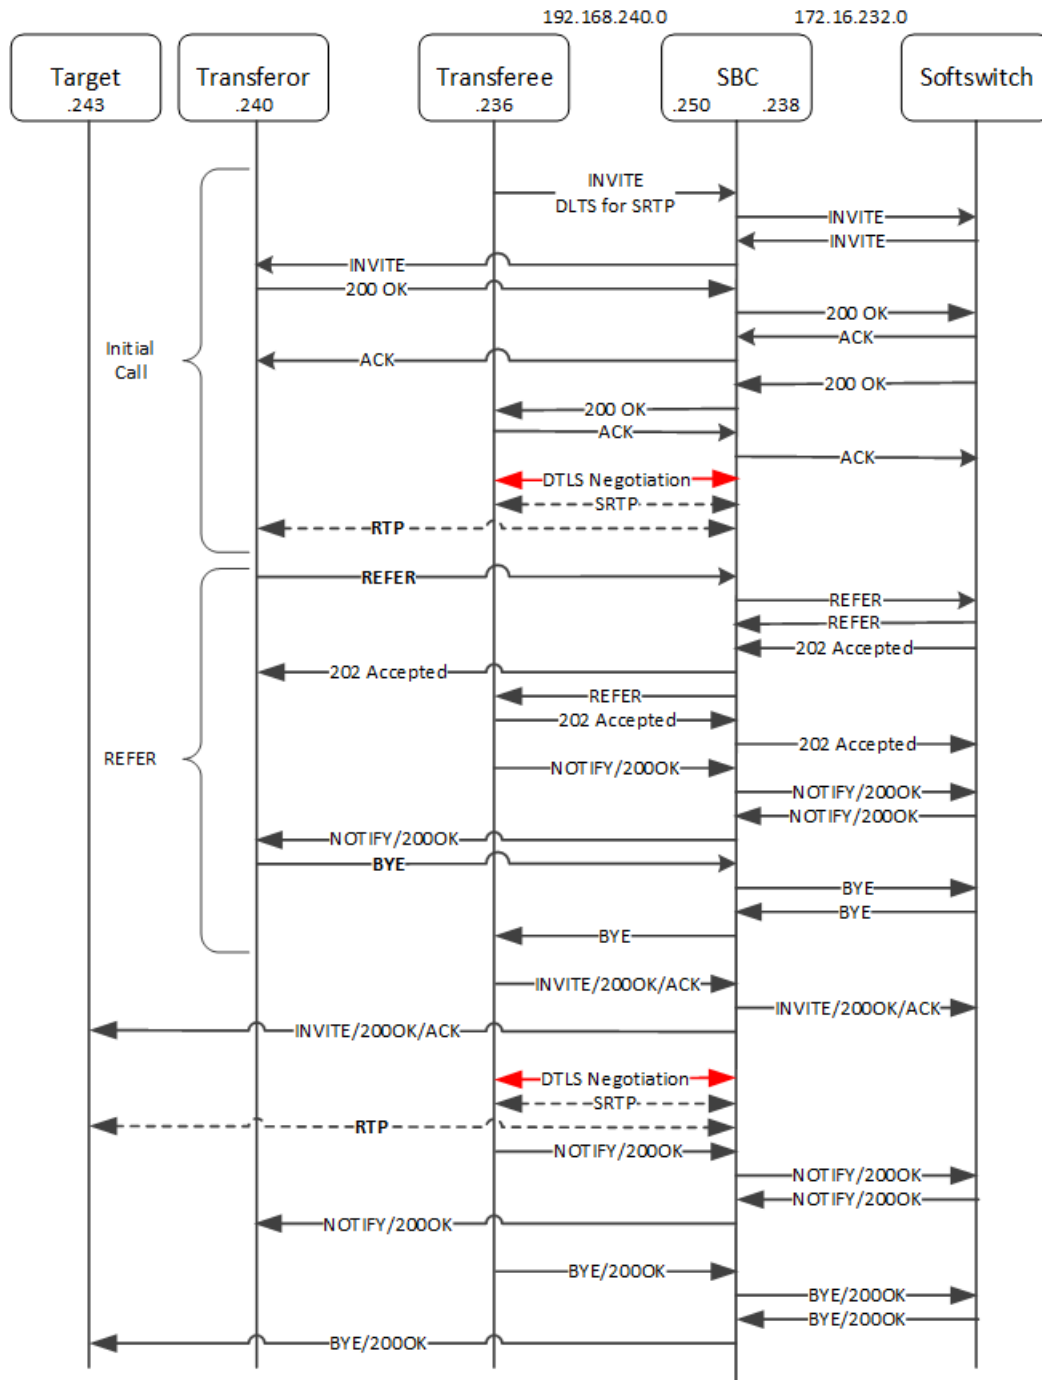 192.168.240.0
172.16.232.0
Target
.243
Transferor
.240
Transferee
.236
SBC
.250
.238
Softswitch
INVITE
DLTS for SRTP
INVITE
INVITE
INVITE
200 OK
200 OK
ACK
Initial
Call
ACK
200 OK
200 OK
ACK
ACK
DTLS Negotiation
SRTP
RTP
REFER
REFER
REFER
202 Accepted
202 Accepted
REFER
202 Accepted
202 Accepted
REFER
NOTIFY/200OK
NOTIFY/200OK
NOTIFY/200OK
NOTIFY/200OK
BYE
BYE
BYE
BYE
INVITE/200OK/ACK
INVITE/200OK/ACK
INVITE/200OK/ACK
DTLS Negotiation
SRTP
RTP
NOTIFY/200OK
NOTIFY/200OK
NOTIFY/200OK
NOTIFY/200OK
BYE/200OK
BYE/200OK
BYE/200OK
BYE/200OK